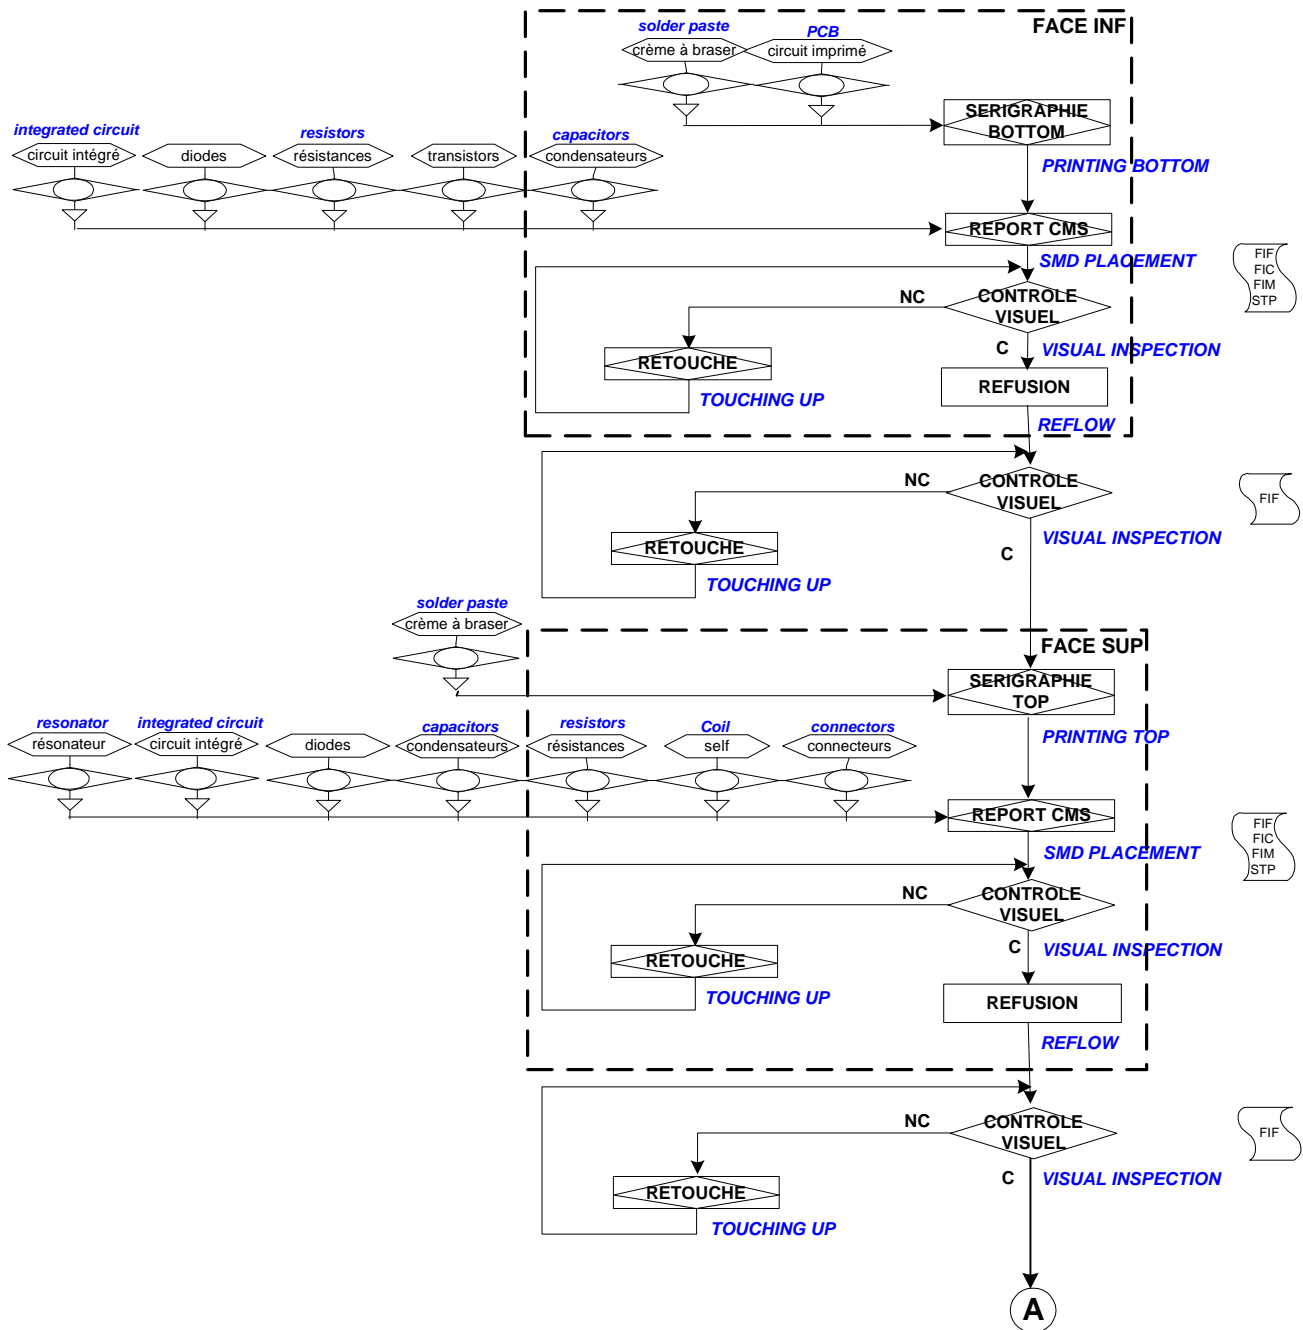 FACE INF
solder paste
PCB
crème à braser
circuit imprimé
SERIGRAPHIE
BOTTOM
integrated circuit
resistors
capacitors
circuit intégré
diodes
résistances
transistors
condensateurs
PRINTING BOTTOM
REPORT CMS
SMD PLACEMENT
FIF
FIC
FIM
STP
NC
CONTROLE
VISUEL
C
VISUAL INSPECTION
RETOUCHE
TOUCHING UP
REFUSION
REFLOW
NC
CONTROLE
VISUEL
FIF
VISUAL INSPECTION
C
RETOUCHE
TOUCHING UP
solder paste
crème à braser
FACE SUP
SERIGRAPHIE
TOP
resonator
integrated circuit
capacitors
resistors
Coil
connectors
résonateur
circuit intégré
diodes
condensateurs
résistances
self
connecteurs
PRINTING TOP
REPORT CMS
SMD PLACEMENT
FIF
FIC
FIM
STP
NC
CONTROLE
VISUEL
C
VISUAL INSPECTION
RETOUCHE
TOUCHING UP
REFUSION
REFLOW
NC
CONTROLE
VISUEL
FIF
C
VISUAL INSPECTION
RETOUCHE
TOUCHING UP
A